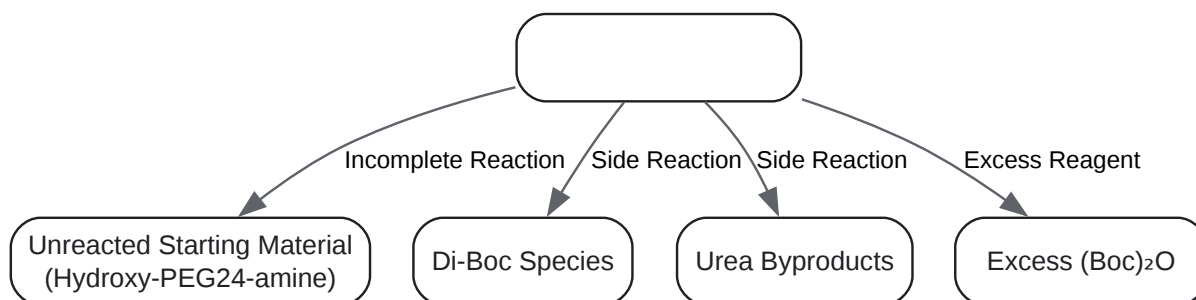 Incomplete Reaction
Side Reaction
Side Reaction
Excess Reagent
Unreacted Starting Material
(Hydroxy-PEG24-amine)
Di-Boc Species
Urea Byproducts
Excess (Boc)₂O